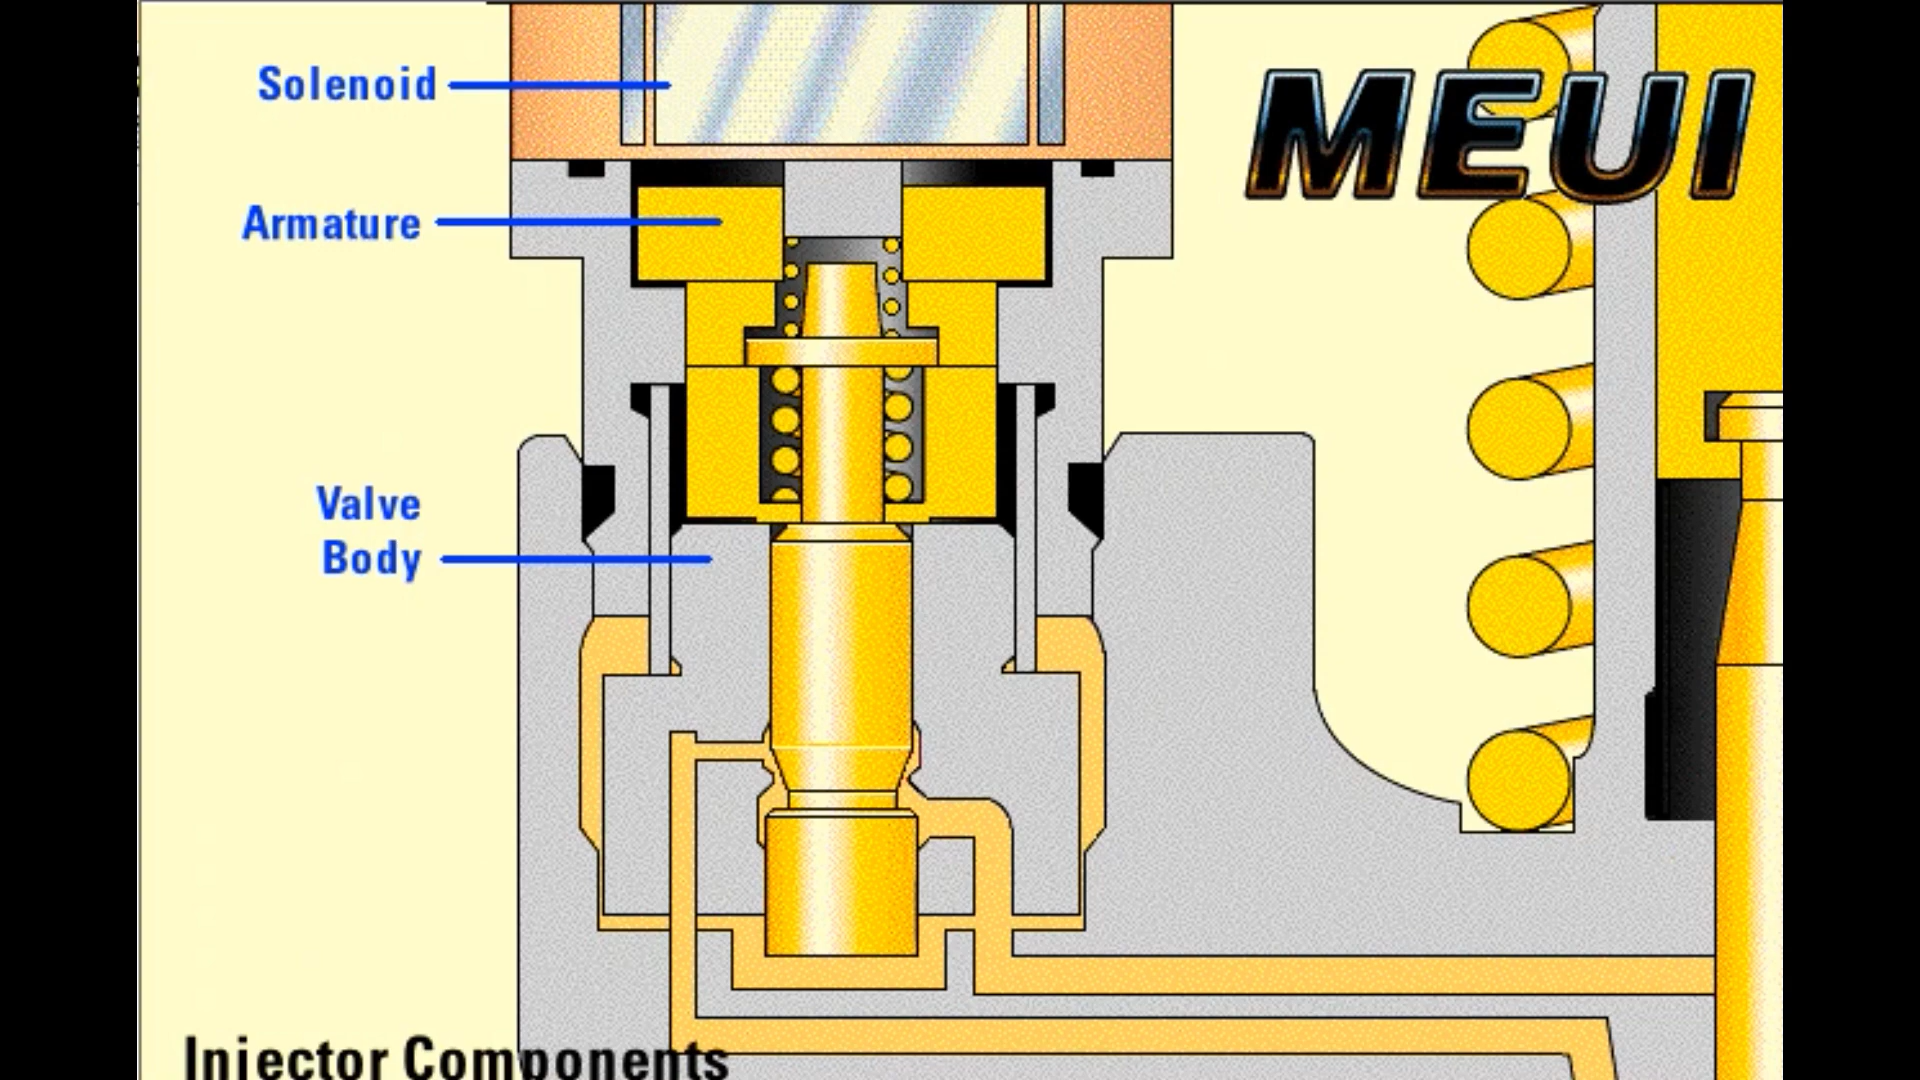 Solenoid
MEUI
Armature
Valve
Body
Injector Components